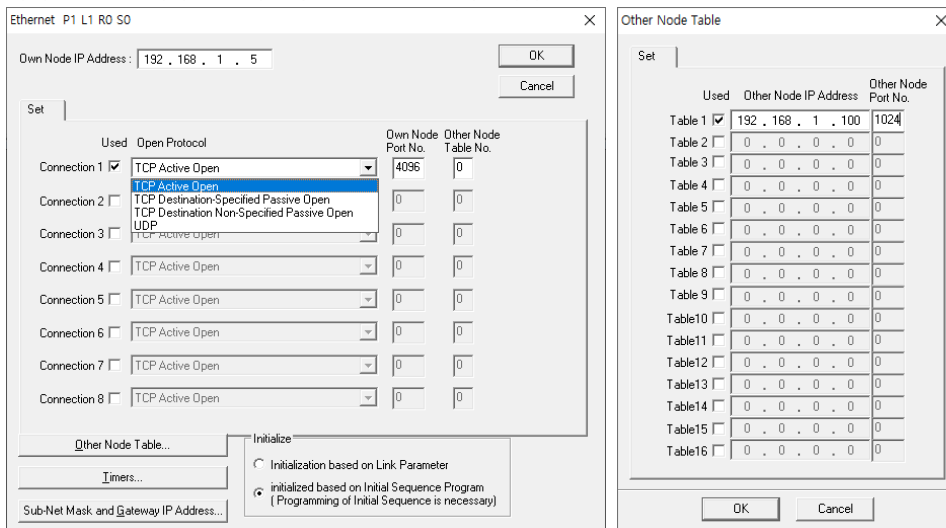 Ethernet P1 L1 R0 S0
Own Node IP Address : 192 . 168 . 1 . 5
OK
Cancel
Set
Used Open Protocol Own Node Port No. Other Node Table No.
Connection 1 TCP Active Open 4096 0
TCP Active Open
TCP Destination-Specified Passive Open
TCP Destination Non-Specified Passive Open
UDP
Connection 2 0 0
Connection 3 TCP Active Open 0 0
Connection 4 TCP Active Open 0 0
Connection 5 TCP Active Open 0 0
Connection 6 TCP Active Open 0 0
Connection 7 TCP Active Open 0 0
Connection 8 TCP Active Open 0 0
Other Node Table...
Timers...
Sub-Net Mask and Gateway IP Address...
Initialize
Initialization based on Link Parameter
initialized based on Initial Sequence Program
( Programming of Initial Sequence is necessary)
Other Node Table
Set
Used Other Node IP Address Other Node Port No.
Table 1 192 . 168 . 1 . 100 1024
Table 2 0 . 0 . 0 . 0 0
Table 3 0 . 0 . 0 . 0 0
Table 4 0 . 0 . 0 . 0 0
Table 5 0 . 0 . 0 . 0 0
Table 6 0 . 0 . 0 . 0 0
Table 7 0 . 0 . 0 . 0 0
Table 8 0 . 0 . 0 . 0 0
Table 9 0 . 0 . 0 . 0 0
Table10 0 . 0 . 0 . 0 0
Table11 0 . 0 . 0 . 0 0
Table12 0 . 0 . 0 . 0 0
Table13 0 . 0 . 0 . 0 0
Table14 0 . 0 . 0 . 0 0
Table15 0 . 0 . 0 . 0 0
Table16 0 . 0 . 0 . 0 0
OK
Cancel